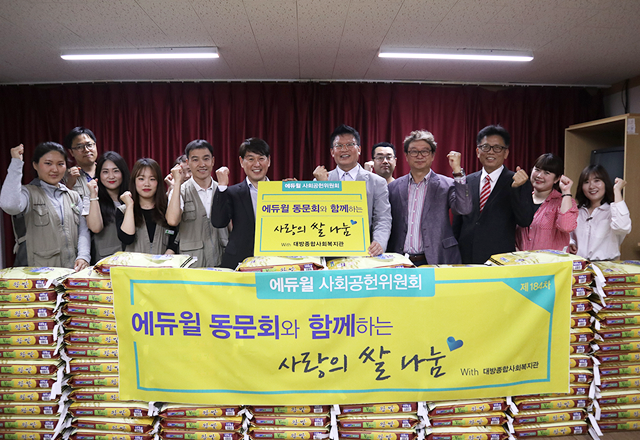 에듀윌 사회공헌위원회
에듀윌 동문회와 함께하는
사랑의 쌀 나눔
With 대방종합사회복지관
에듀윌 사회공헌위원회
제184차
에듀윌 동문회와 함께하는
사랑의 쌀 나눔
With 대방종합사회복지관